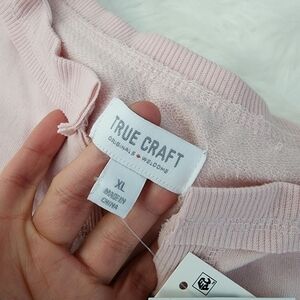 TRUE CRAFT
ORIGINALS ● WELCOME
XL
MADE IN
CHINA